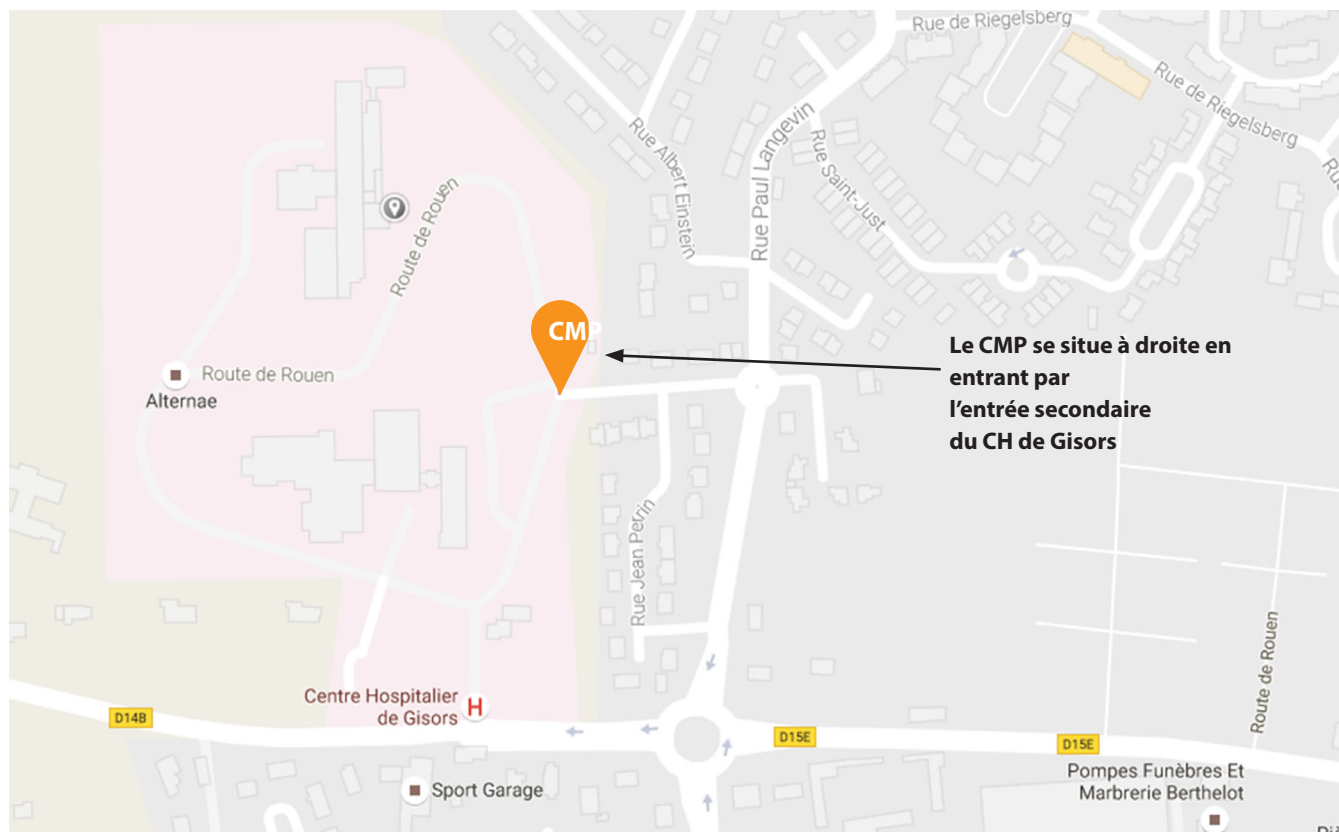 Rue de Riegelsberg
Rue de Riegelsberg
Rue Paul Langevin
Rue Albert Einstein
Rue Saint-Just
Route de Rouen
CMP
Le CMP se situe à droite en
entrant par
l'entrée secondaire
du CH de Gisors
Route de Rouen
Alternae
Rue Jean Perrin
Route de Rouen
Centre Hospitalier
de Gisors
H
D14B
D15E
D15E
Pompes Funèbres Et
Marbrerie Berthelot
Sport Garage